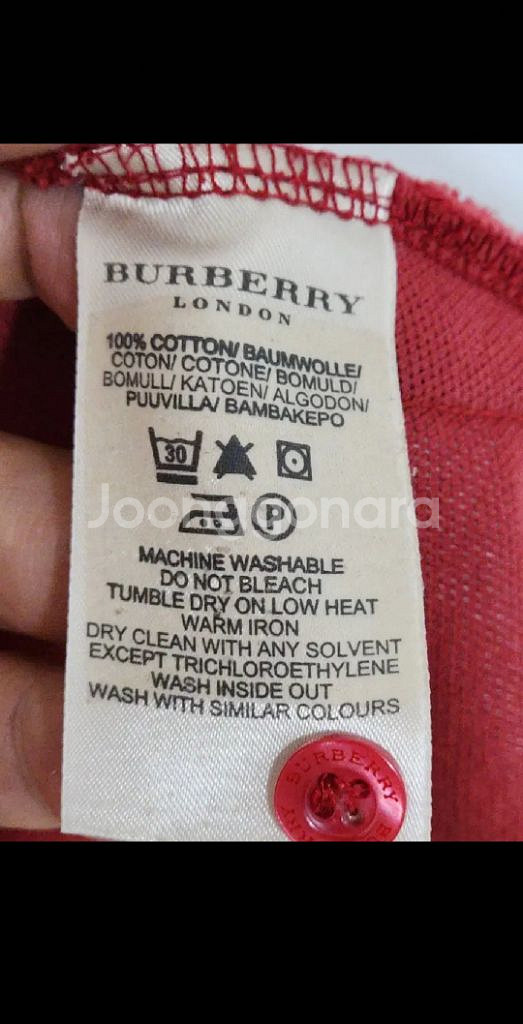 BURBERRY
LONDON
100% COTTON/ BAUMWOLLE/
COTON/ COTONE/ BOMULD/
BOMULL/ KATOEN/ ALGODON/
PUUVILLA/ BAMBAKEPO
30
P
Joonggonara
MACHINE WASHABLE
DO NOT BLEACH
TUMBLE DRY ON LOW HEAT
WARM IRON
DRY CLEAN WITH ANY SOLVENT
EXCEPT TRICHLOROETHYLENE
WASH INSIDE OUT
WASH WITH SIMILAR COLOURS
BURBERRY